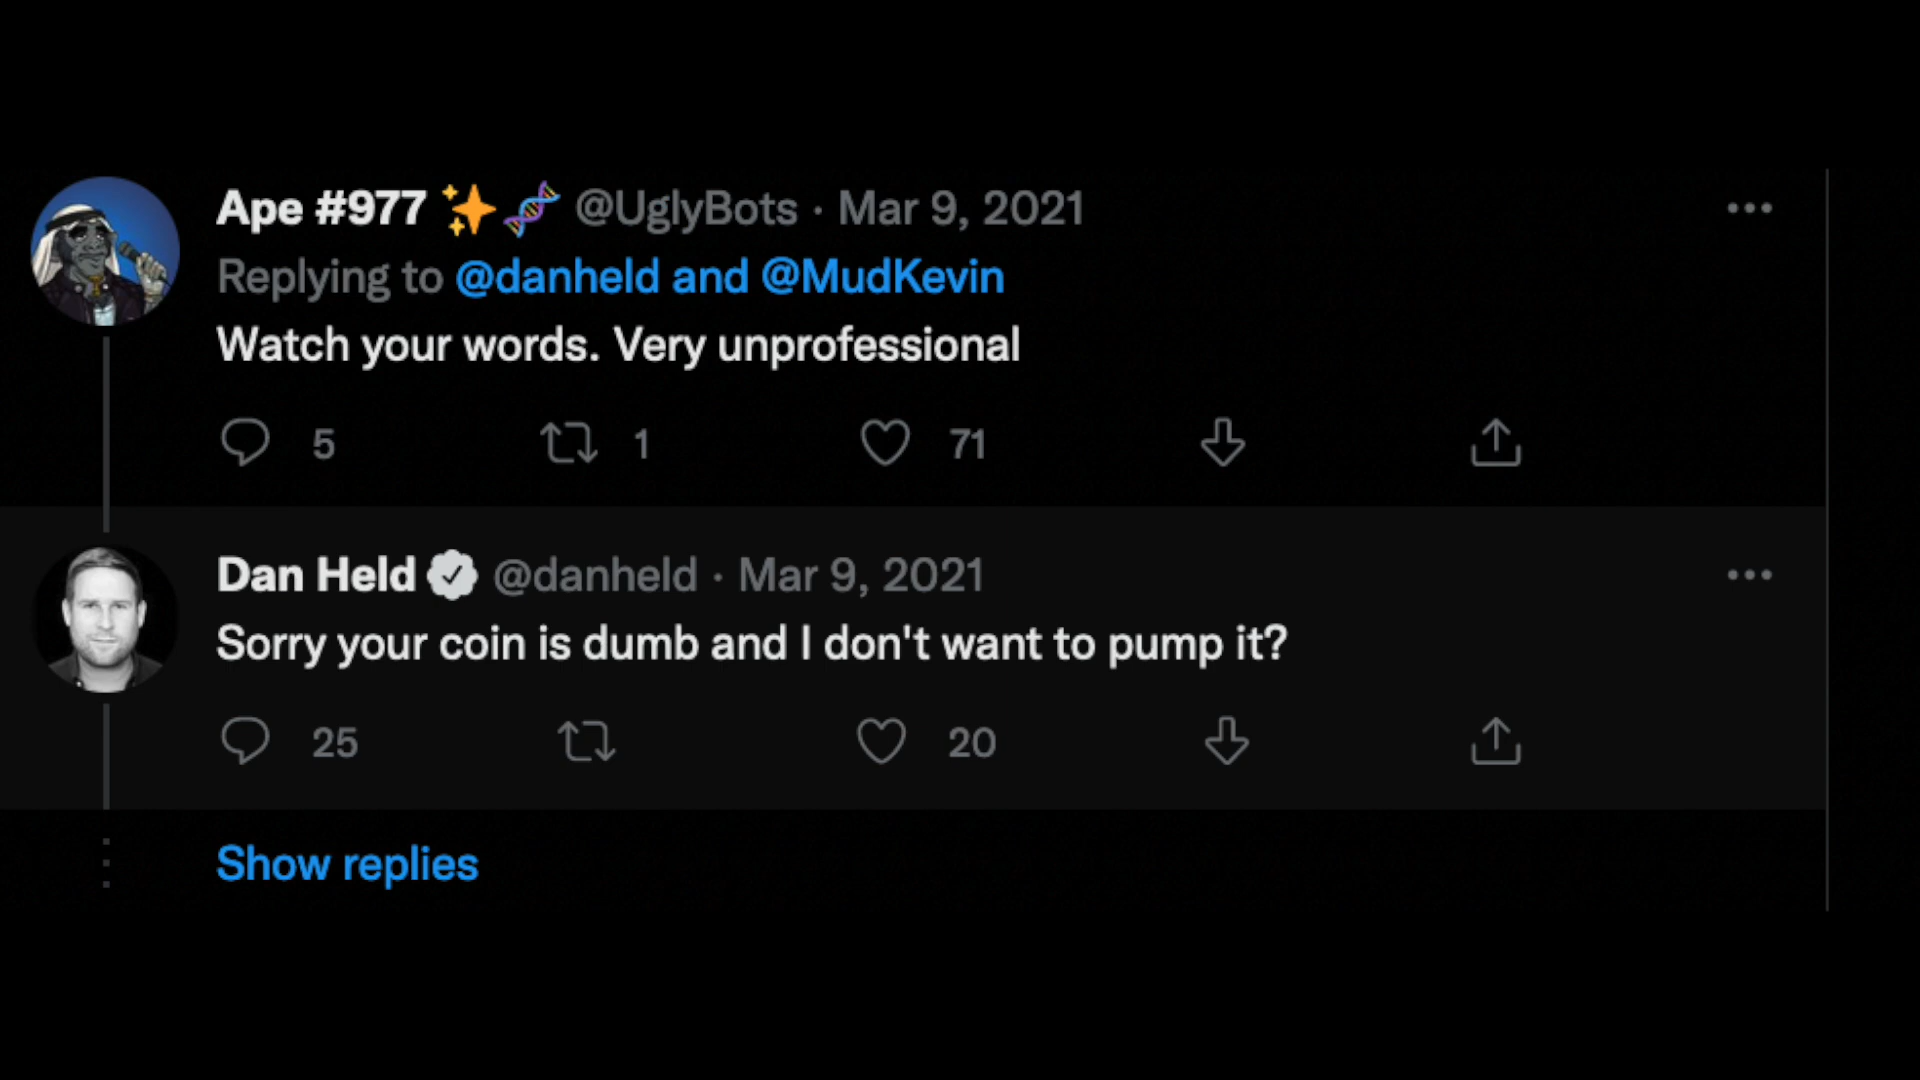 Ape #977 ✨🧬 @UglyBots · Mar 9, 2021
Replying to @danheld and @MudKevin
Watch your words. Very unprofessional
5 1 71
Dan Held @danheld · Mar 9, 2021
Sorry your coin is dumb and I don't want to pump it?
25 20
Show replies